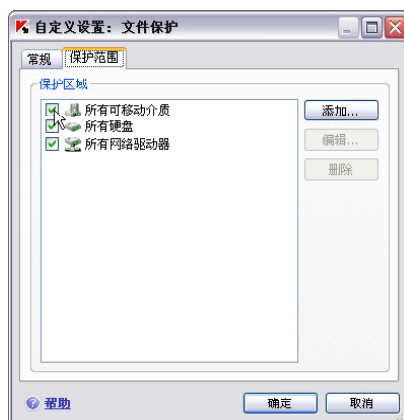 自定义设置: 文件保护
常规 保护范围
保护区域
所有可移动介质
所有硬盘
所有网络驱动器
添加...
编辑...
删除
帮助
确定 取消